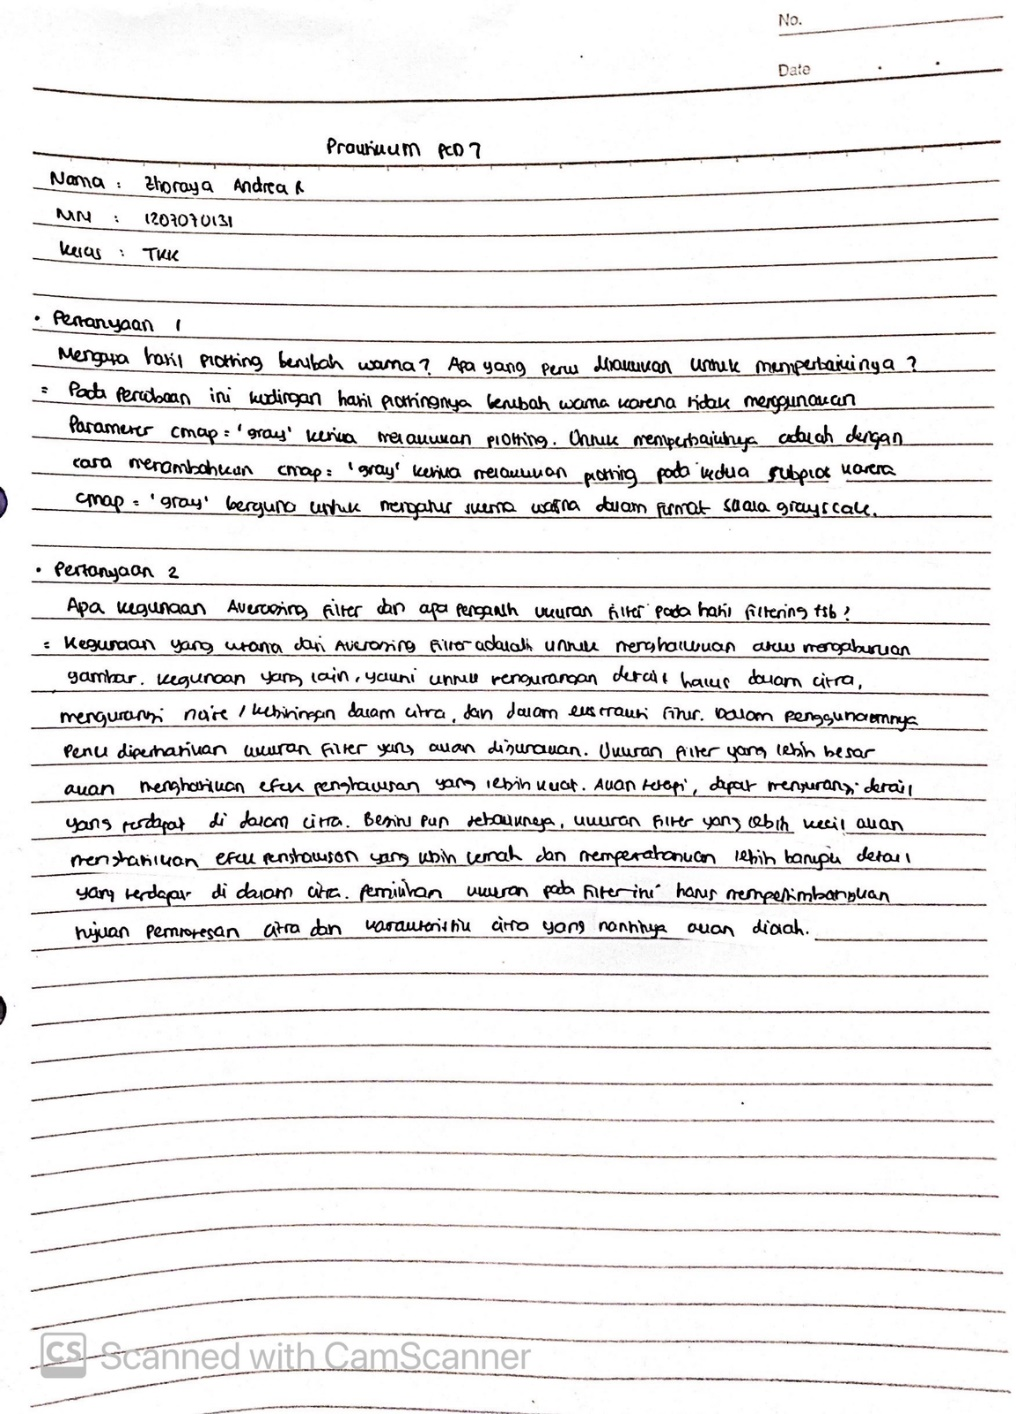 No.
Date
Praktikum PCD 7
Nama : Zhoraya Andrea R
NIM : 1207070131
Kelas : TKK
• Pertanyaan 1
Mengapa hasil plotting berubah warna? Apa yang perlu dilakukan untuk memperbaikinya?
= Pada percobaan ini kodingan hasil plottingnya berubah warna karena tidak menggunakan
Parameter cmap = 'gray' ketika melakukan plotting. Untuk memperbaikinya adalah dengan
cara menambahkan cmap = 'gray' ketika melakukan plotting pada kedua subplot karena
cmap = 'gray' berguna untuk mengatur skema warna dalam format skala grayscale.
• Pertanyaan 2
Apa kegunaan Averaging Filter dan apa pengaruh ukuran filter pada hasil filtering tsb?
= Kegunaan yang utama dari Averaging Filter adalah untuk menghaluskan atau mengaburkan
gambar. Kegunaan yang lain, yakni untuk pengurangan detail halus dalam citra,
mengurangi noise / kebisingan dalam citra, dan dalam ekstraksi fitur. Dalam penggunaannya
Perlu diperhatikan ukuran filter yang akan digunakan. Ukuran filter yang lebih besar
akan menghasilkan efek penghalusan yang lebih kuat. Akan tetapi, dapat mengurangi detail
yang terdapat di dalam citra. Begitu pun sebaliknya, ukuran filter yang lebih kecil akan
menghasilkan efek penghalusan yang lebih lemah dan mempertahankan lebih banyak detail
yang terdapat di dalam citra. Pemilihan ukuran pada filter ini harus mempertimbangkan
tujuan pemrosesan citra dan karakteristik citra yang nantinya akan diolah.
CS Scanned with CamScanner